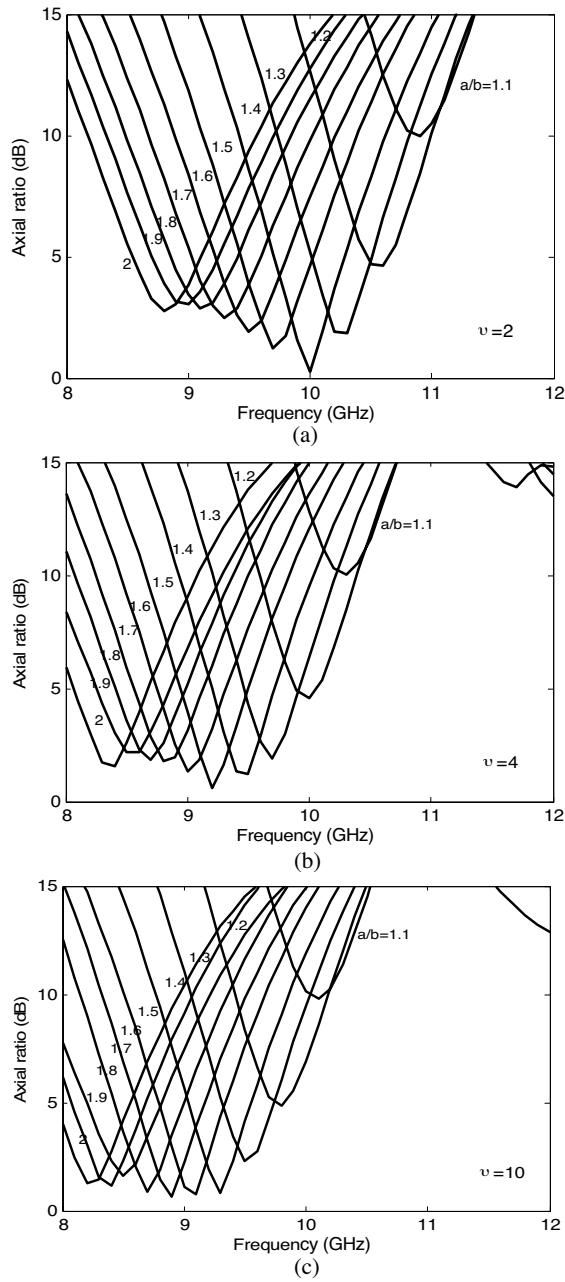 15
10
5
0
Axial ratio (dB)
1.2
1.3
a/b=1.1
1.4
1.5
1.6
1.7
1.8
1.9
2
υ=2
8 9 10 11 12
Frequency (GHz)
(a)
15
10
5
0
Axial ratio (dB)
1.2
1.3
a/b=1.1
1.4
1.5
1.6
1.7
1.8
1.9
2
υ=4
8 9 10 11 12
Frequency (GHz)
(b)
15
10
5
0
Axial ratio (dB)
1.2
a/b=1.1
1.3
1.4
1.5
1.6
1.7
1.8
1.9
2
υ=10
8 9 10 11 12
Frequency (GHz)
(c)